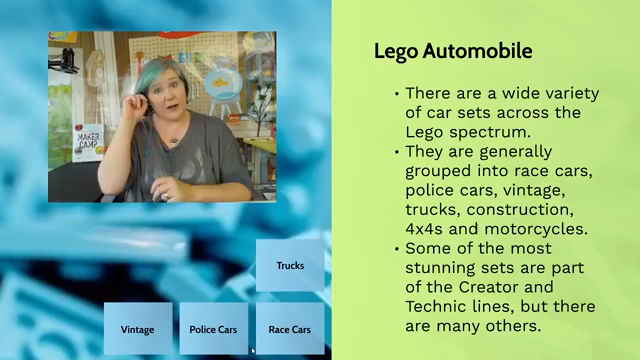 Lego Automobile
• There are a wide variety
of car sets across the
Lego spectrum.
• They are generally
grouped into race cars,
police cars, vintage,
trucks, construction,
4x4s and motorcycles.
• Some of the most
stunning sets are part
of the Creator and
Technic lines, but there
are many others.
MAKER
CAMP
Trucks
Vintage
Police Cars
Race Cars